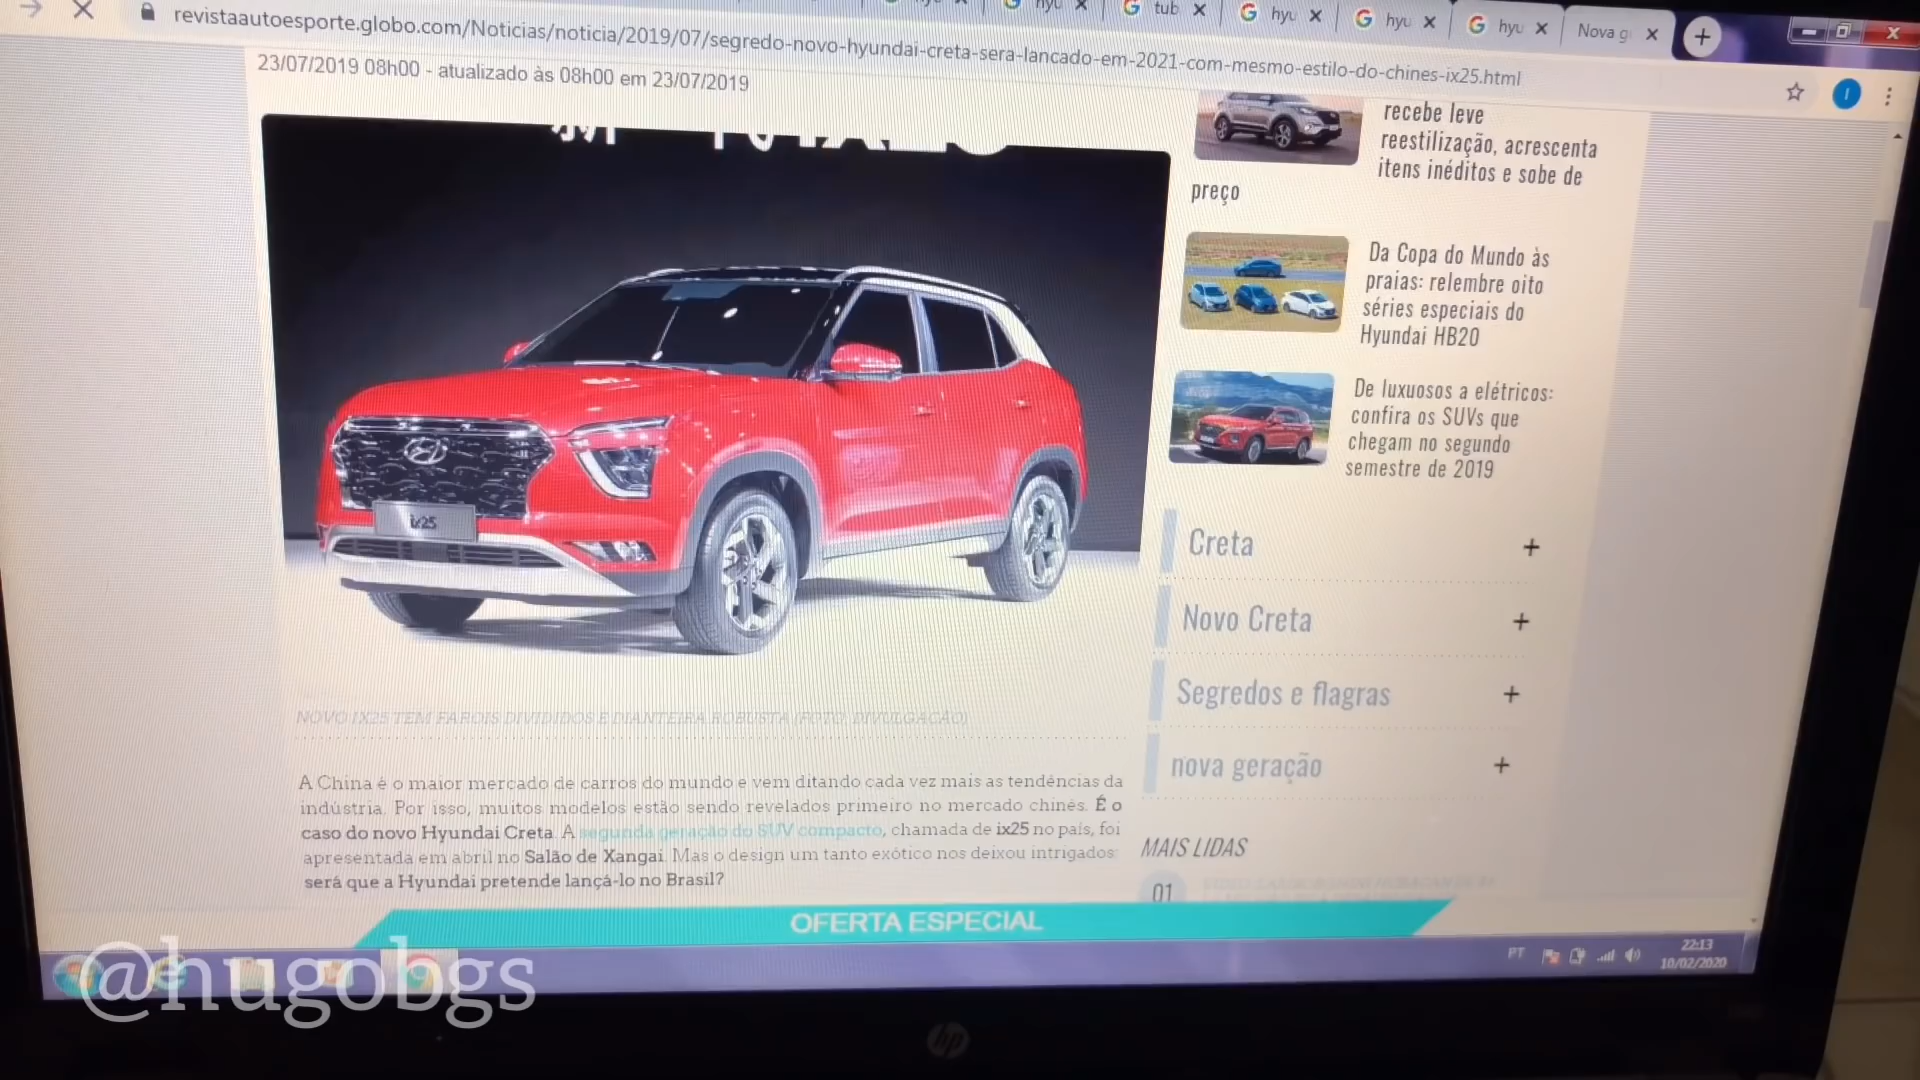 hyu
tub
hyu
hyu
hyu
Nova g
revistaautoesporte.globo.com/Noticias/noticia/2019/07/segredo-novo-hyundai-creta-sera-lancado-em-2021-com-mesmo-estilo-do-chines-ix25.html
23/07/2019 08h00 - atualizado às 08h00 em 23/07/2019
ix25
NOVO IX25 TEM FARÓIS DIVIDIDOS E DIANTEIRA ROBUSTA (FOTO: DIVULGAÇÃO)
A China é o maior mercado de carros do mundo e vem ditando cada vez mais as tendências da
indústria. Por isso, muitos modelos estão sendo revelados primeiro no mercado chinês. É o
caso do novo Hyundai Creta. A segunda geração do SUV compacto, chamada de ix25 no país, foi
apresentada em abril no Salão de Xangai. Mas o design um tanto exótico nos deixou intrigados:
será que a Hyundai pretende lançá-lo no Brasil?
recebe leve
reestilização, acrescenta
itens inéditos e sobe de
preço
Da Copa do Mundo às
praias: relembre oito
séries especiais do
Hyundai HB20
De luxuosos a elétricos:
confira os SUVs que
chegam no segundo
semestre de 2019
Creta +
Novo Creta +
Segredos e flagras +
nova geração +
MAIS LIDAS
01
OFERTA ESPECIAL
PT
22:13
10/02/2020
@hugobgs
hp